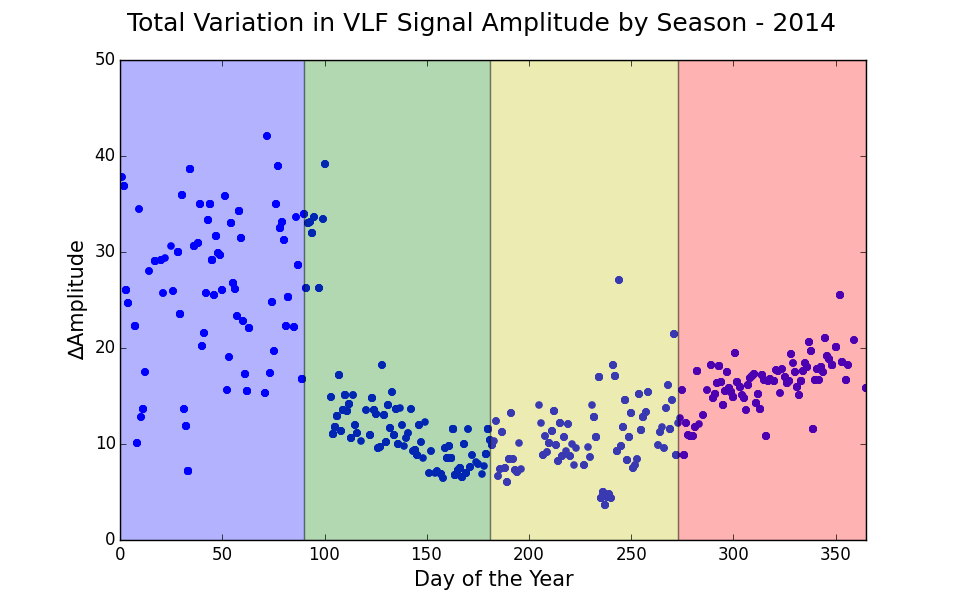 Total Variation in VLF Signal Amplitude by Season - 2014
50
40
30
20
10
0
ΔAmplitude
0 50 100 150 200 250 300 350
Day of the Year